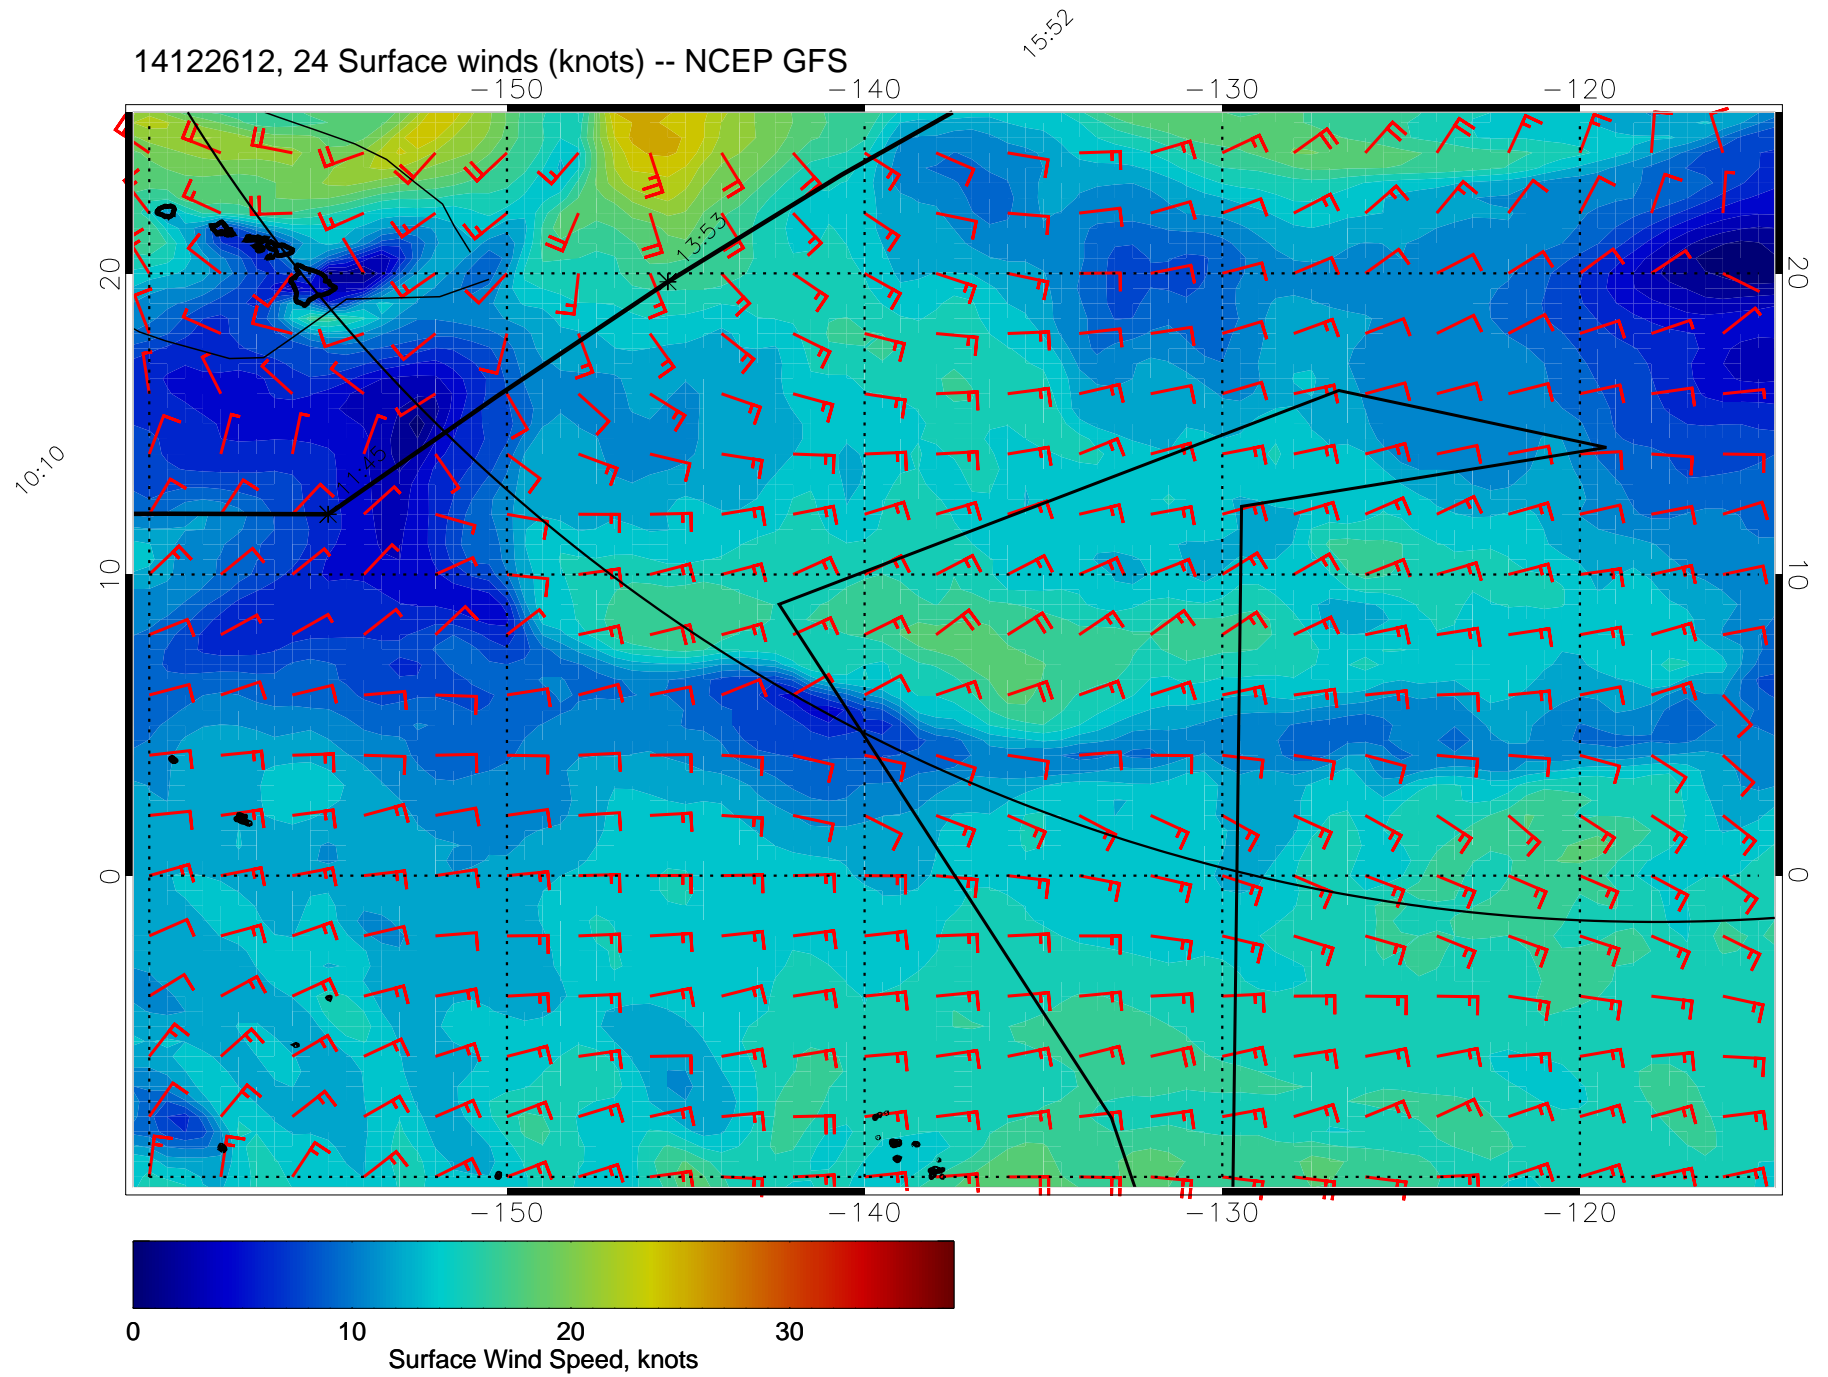 15:52
14122612, 24 Surface winds (knots) -- NCEP GFS
-150 -140 -130 -120
13:53
20 20
11:45
10:10
10 10
0 0
-150 -140 -130 -120
0 10 20 30
Surface Wind Speed, knots